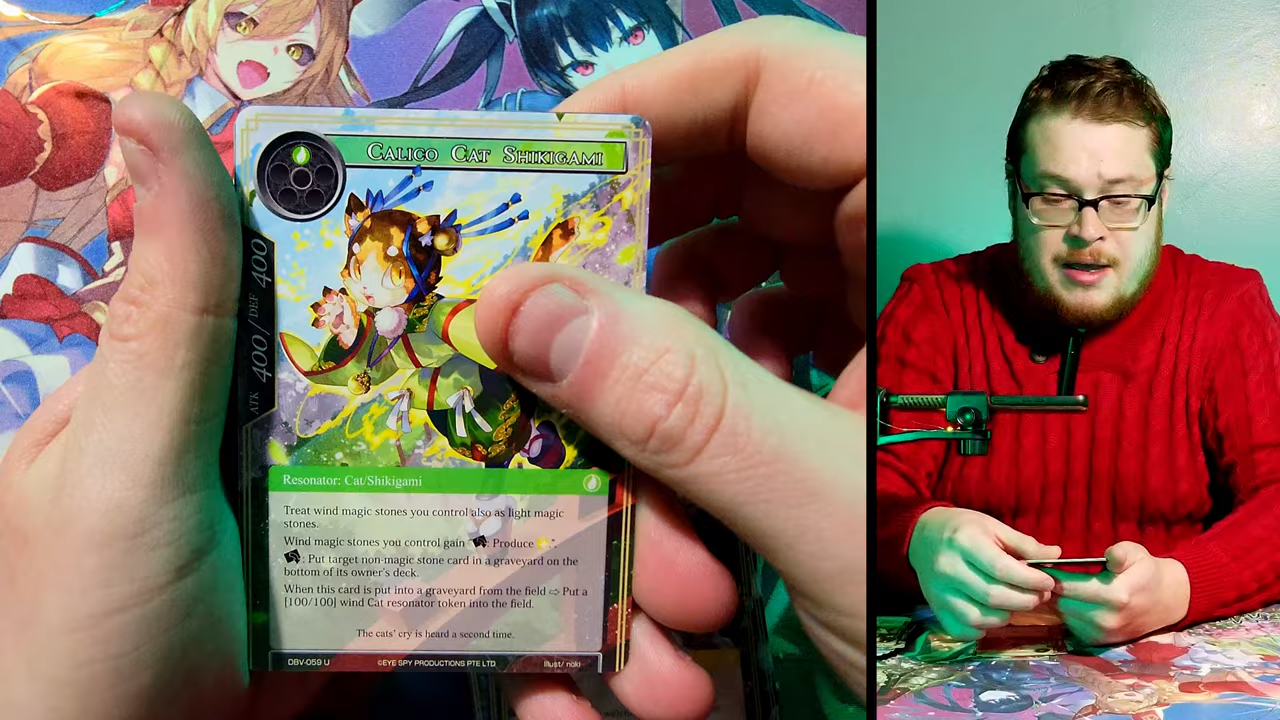 CALICO CAT SHIKIGAMI
ATK 400 / DEF 400
Resonator: Cat/Shikigami
Treat wind magic stones you control also as light magic
stones.
Wind magic stones you control gain " : Produce ".
: Put target non-magic stone card in a graveyard on the
bottom of its owner's deck.
When this card is put into a graveyard from the field ⇨ Put a
[100/100] wind Cat resonator token into the field.
The cats' cry is heard a second time.
DBV-059 U ©EYE SPY PRODUCTIONS PTE LTD Illust/ noki